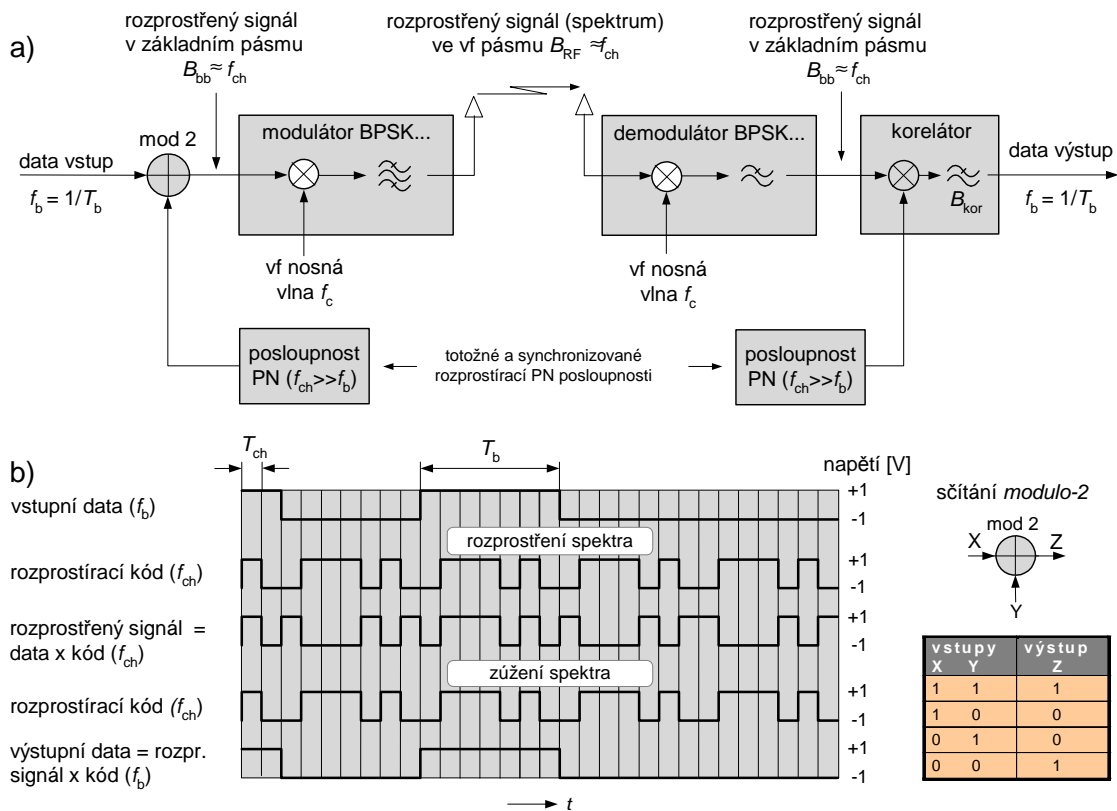 a)
rozprostřený signál
v základním pásmu
B_bb ≈ f_ch
rozprostřený signál (spektrum)
ve vf pásmu B_RF ≈ f_ch
rozprostřený signál
v základním pásmu
B_bb ≈ f_ch
mod 2
modulátor BPSK...
demodulátor BPSK...
korelátor
data vstup
f_b = 1/T_b
B_kor
data výstup
f_b = 1/T_b
vf nosná
vlna f_c
vf nosná
vlna f_c
posloupnost
PN (f_ch>>f_b)
totožné a synchronizované
rozprostírací PN posloupnosti
posloupnost
PN (f_ch>>f_b)
b)
T_ch
T_b
napětí [V]
vstupní data (f_b)
+1
-1
rozprostření spektra
rozprostírací kód (f_ch)
+1
-1
rozprostřený signál =
data x kód (f_ch)
+1
-1
zúžení spektra
rozprostírací kód (f_ch)
+1
-1
výstupní data = rozpr.
signál x kód (f_b)
+1
-1
t
sčítání modulo-2
mod 2
X
Z
Y
vstupy výstup
X Y Z
1 1 1
1 0 0
0 1 0
0 0 1